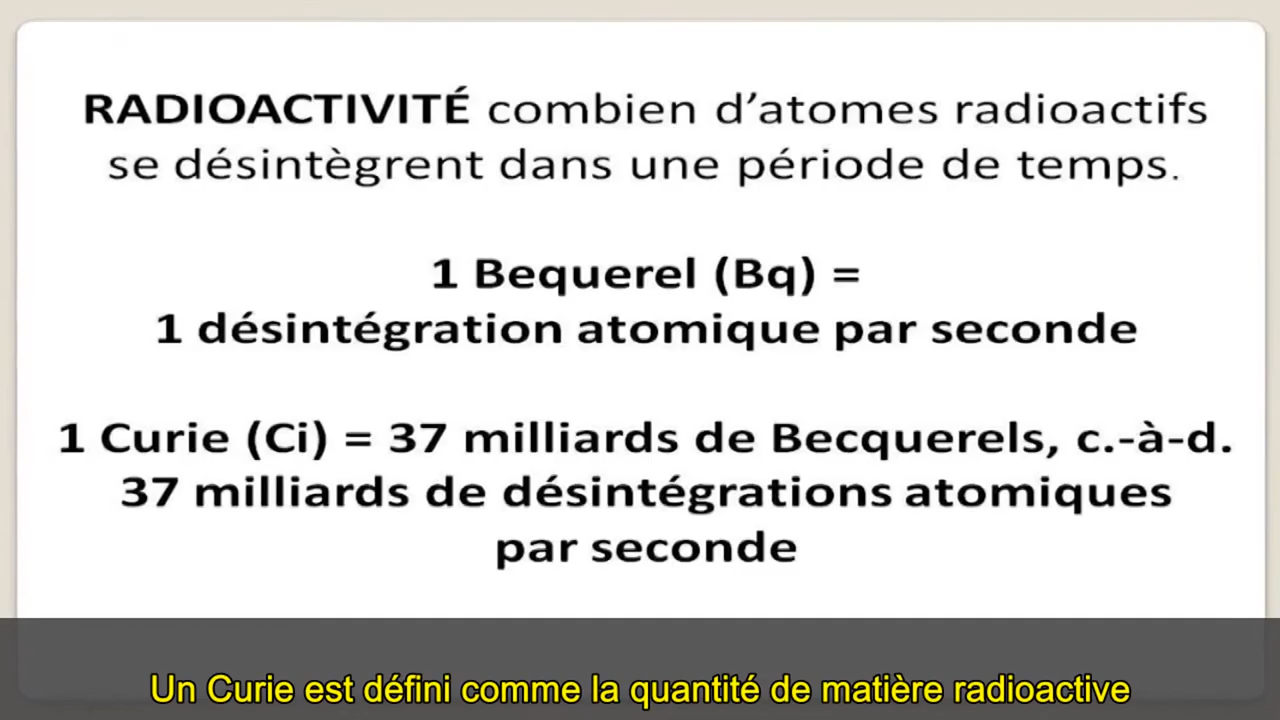 RADIOACTIVITÉ combien d’atomes radioactifs
se désintègrent dans une période de temps.
1 Bequerel (Bq) =
1 désintégration atomique par seconde
1 Curie (Ci) = 37 milliards de Becquerels, c.-à-d.
37 milliards de désintégrations atomiques
par seconde
Un Curie est défini comme la quantité de matière radioactive